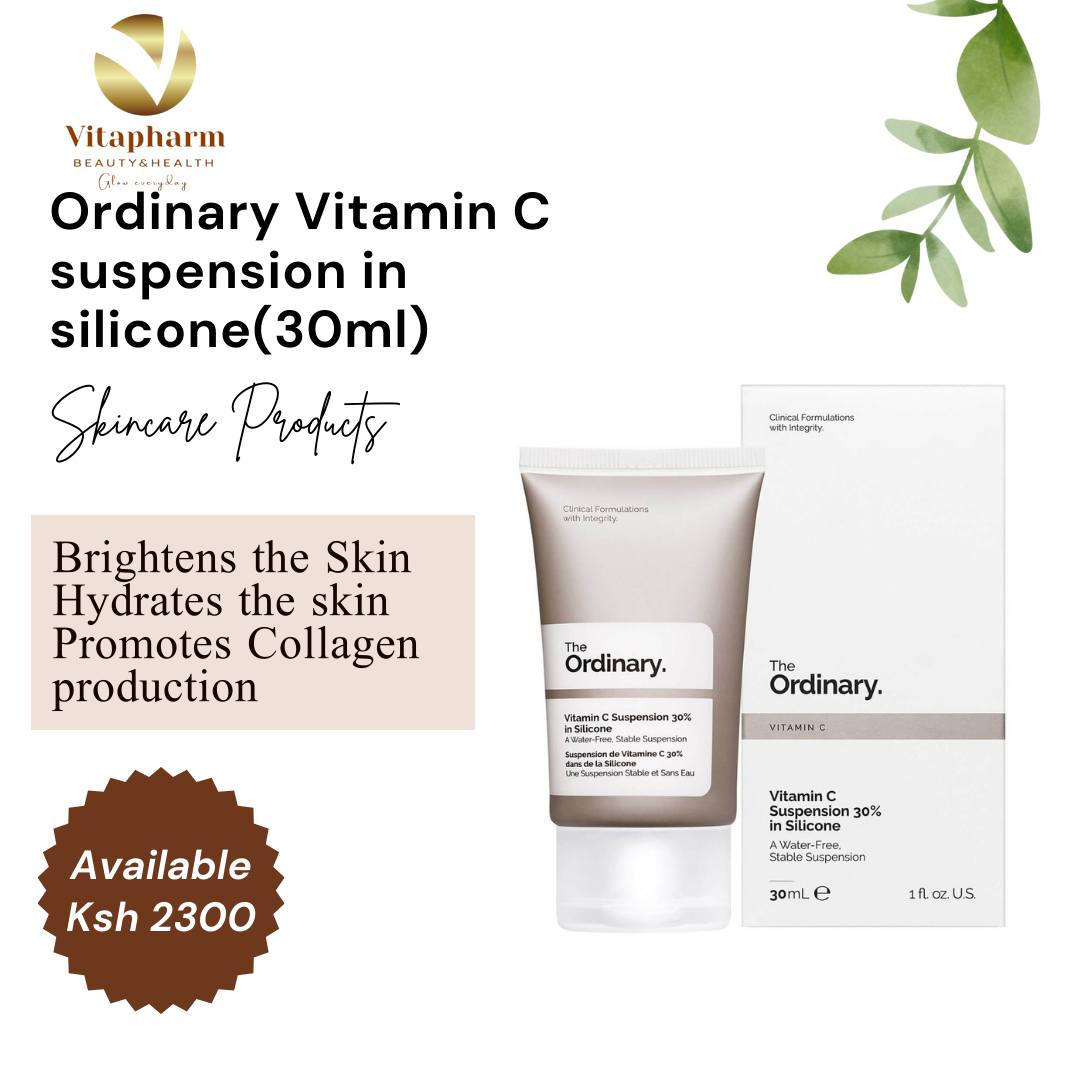 Vitapharm
BEAUTY&HEALTH
Glow everyday
Ordinary Vitamin C
suspension in
silicone(30ml)
Skincare Products
Brightens the Skin
Hydrates the skin
Promotes Collagen
production
Available
Ksh 2300
Clinical Formulations
with Integrity.
The
Ordinary.
Vitamin C Suspension 30%
in Silicone
A Water-Free, Stable Suspension
Suspension de Vitamine C 30%
dans de la Silicone
Une Suspension Stable et Sans Eau
Clinical Formulations
with Integrity.
The
Ordinary.
VITAMIN C
Vitamin C
Suspension 30%
in Silicone
A Water-Free,
Stable Suspension
30mL ℮ 1 fl. oz. U.S.